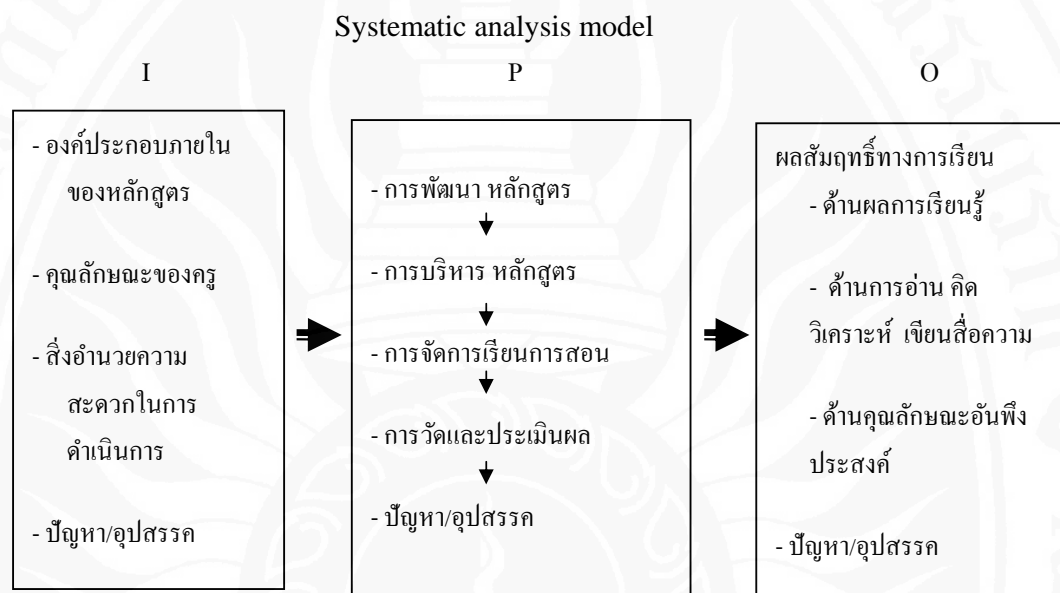 Systematic analysis model
I P O
- องค์ประกอบภายใน
ของหลักสูตร
- คุณลักษณะของครู
- สิ่งอำนวยความ
สะดวกในการ
ดำเนินการ
- ปัญหา/อุปสรรค
- การพัฒนา หลักสูตร
- การบริหาร หลักสูตร
- การจัดการเรียนการสอน
- การวัดและประเมินผล
- ปัญหา/อุปสรรค
ผลสัมฤทธิ์ทางการเรียน
- ด้านผลการเรียนรู้
- ด้านการอ่าน คิด
วิเคราะห์ เขียนสื่อความ
- ด้านคุณลักษณะอันพึง
ประสงค์
- ปัญหา/อุปสรรค